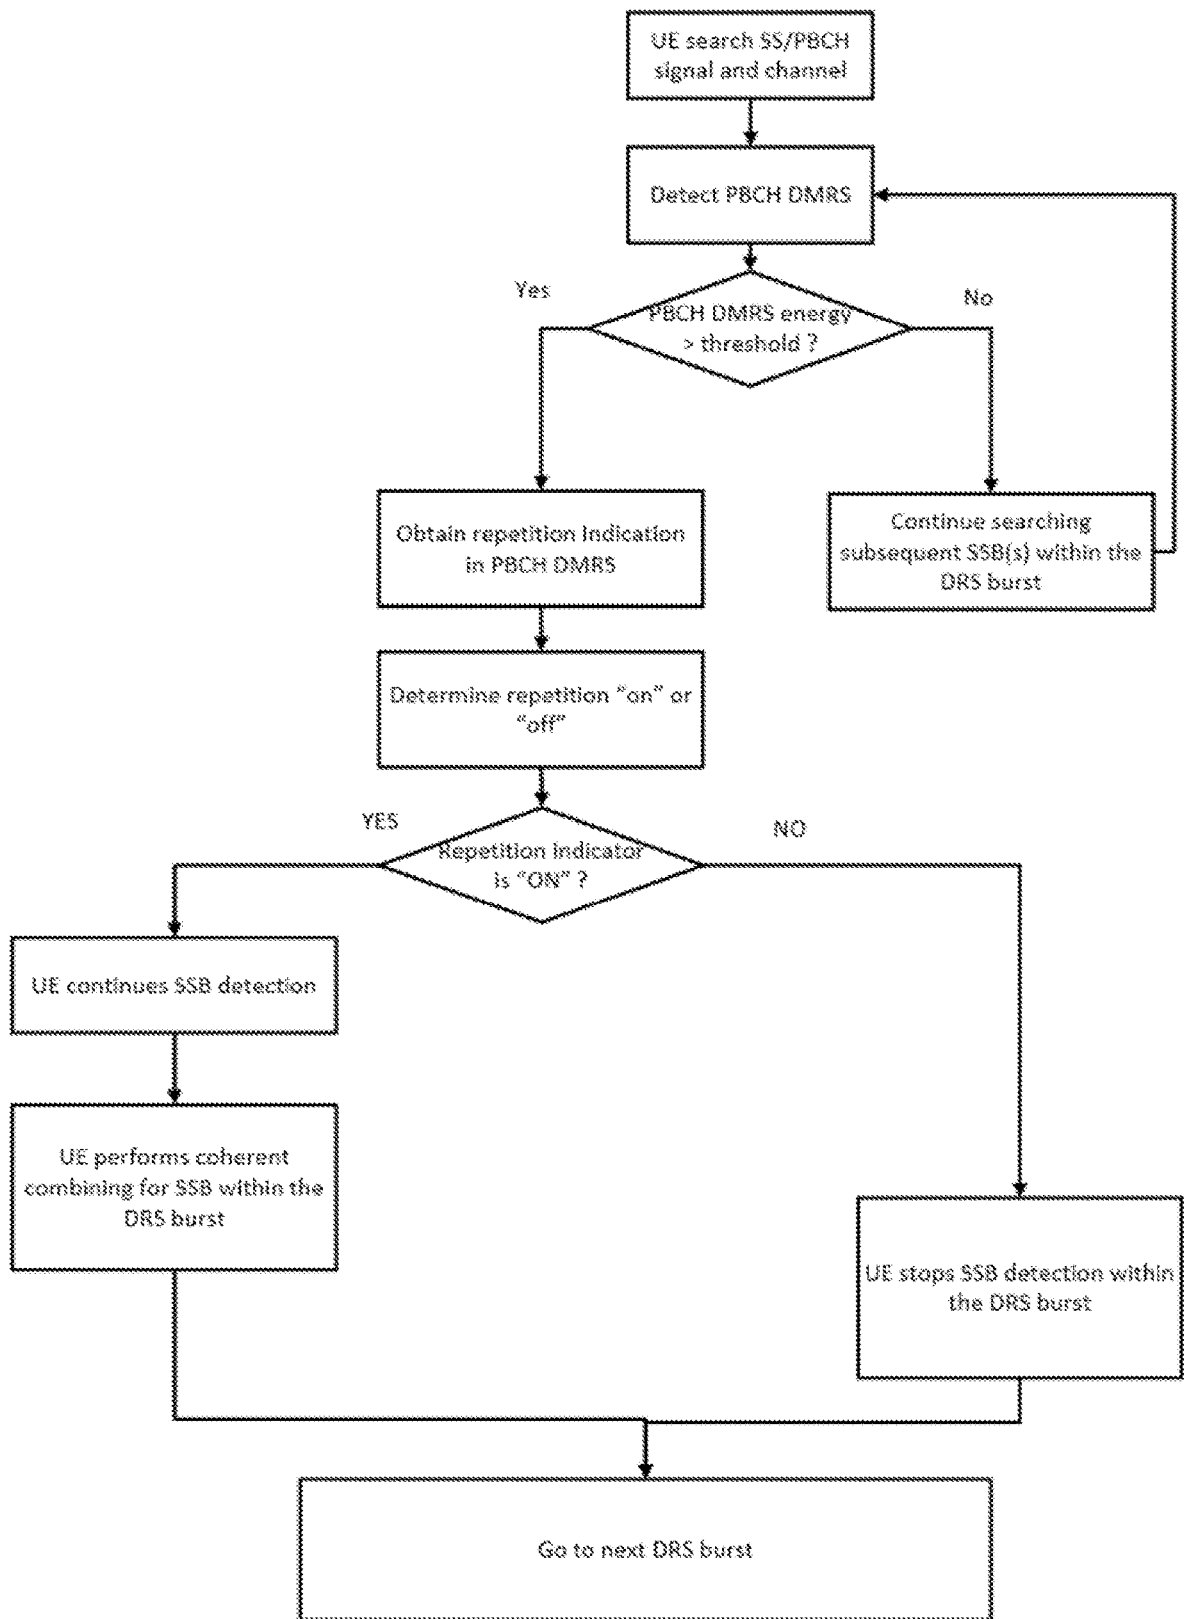 UE search SS/PBCH
signal and channel
Detect PBCH DMRS
Yes
No
PBCH DMRS energy
> threshold ?
Obtain repetition Indication
in PBCH DMRS
Continue searching
subsequent SSB(s) within the
DRS burst
Determine repetition “on” or
“off”
YES
NO
Repetition indicator
is “ON” ?
UE continues SSB detection
UE performs coherent
combining for SSB within the
DRS burst
UE stops SSB detection within
the DRS burst
Go to next DRS burst